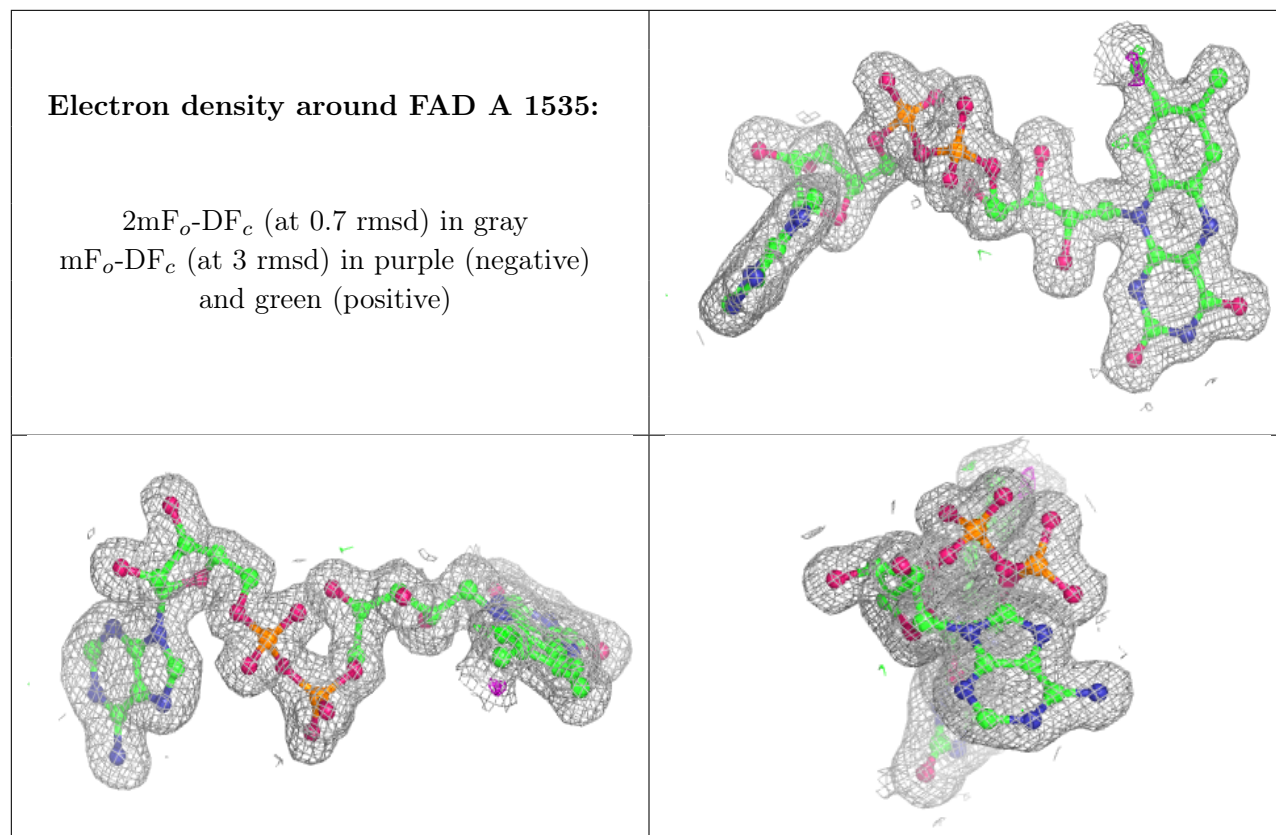 Electron density around FAD A 1535:
2mFₒ-DF𝒸 (at 0.7 rmsd) in gray
mFₒ-DF𝒸 (at 3 rmsd) in purple (negative)
and green (positive)